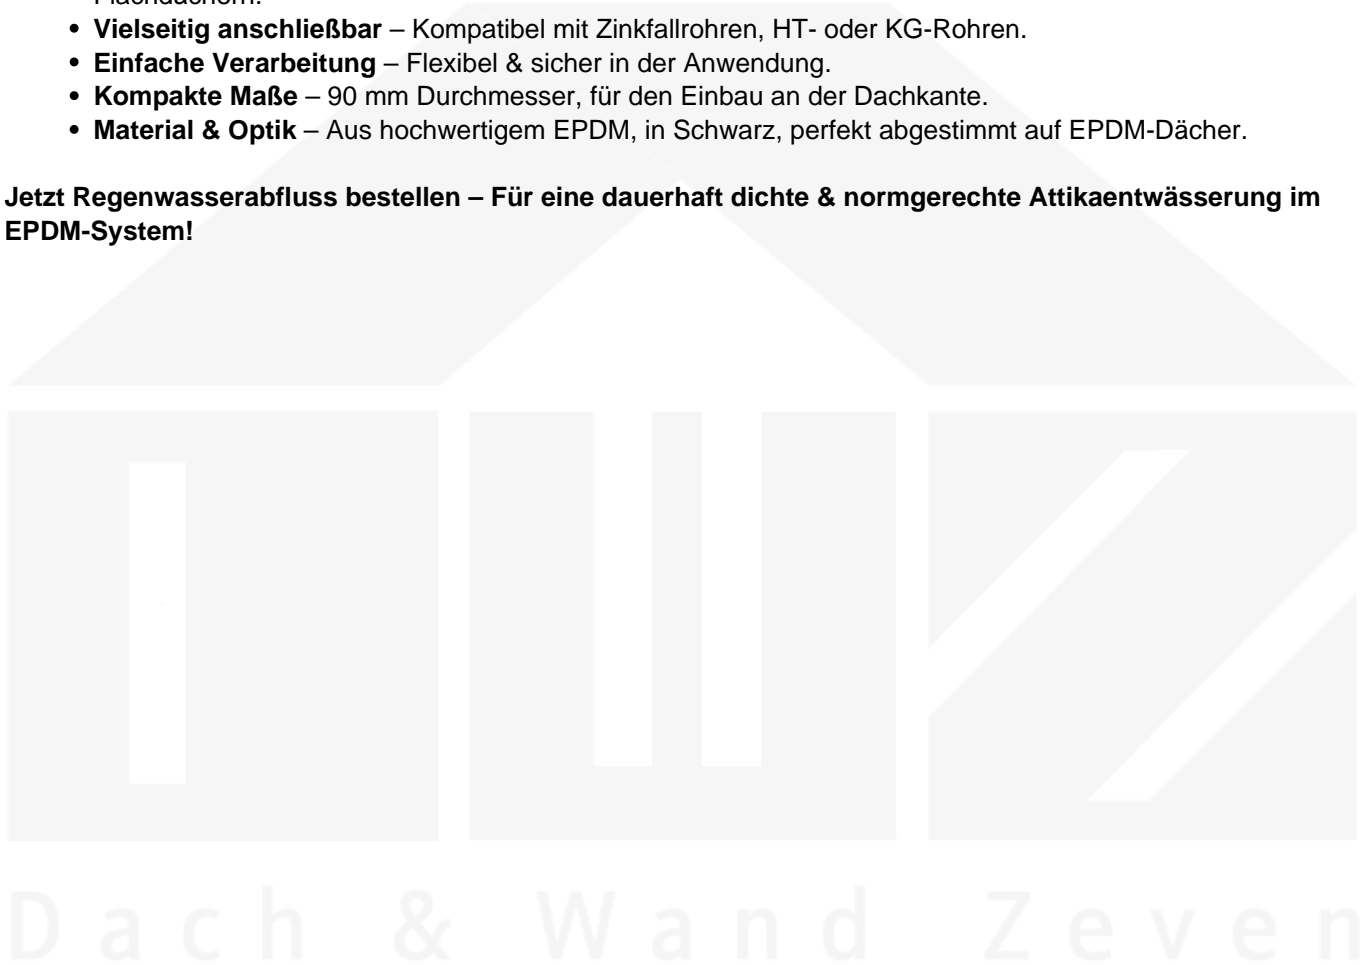 • Vielseitig anschließbar – Kompatibel mit Zinkfallrohren, HT- oder KG-Rohren.
• Einfache Verarbeitung – Flexibel & sicher in der Anwendung.
• Kompakte Maße – 90 mm Durchmesser, für den Einbau an der Dachkante.
• Material & Optik – Aus hochwertigem EPDM, in Schwarz, perfekt abgestimmt auf EPDM-Dächer.
Jetzt Regenwasserabfluss bestellen – Für eine dauerhaft dichte & normgerechte Attikaentwässerung im
EPDM-System!
Dach & Wand Zeven